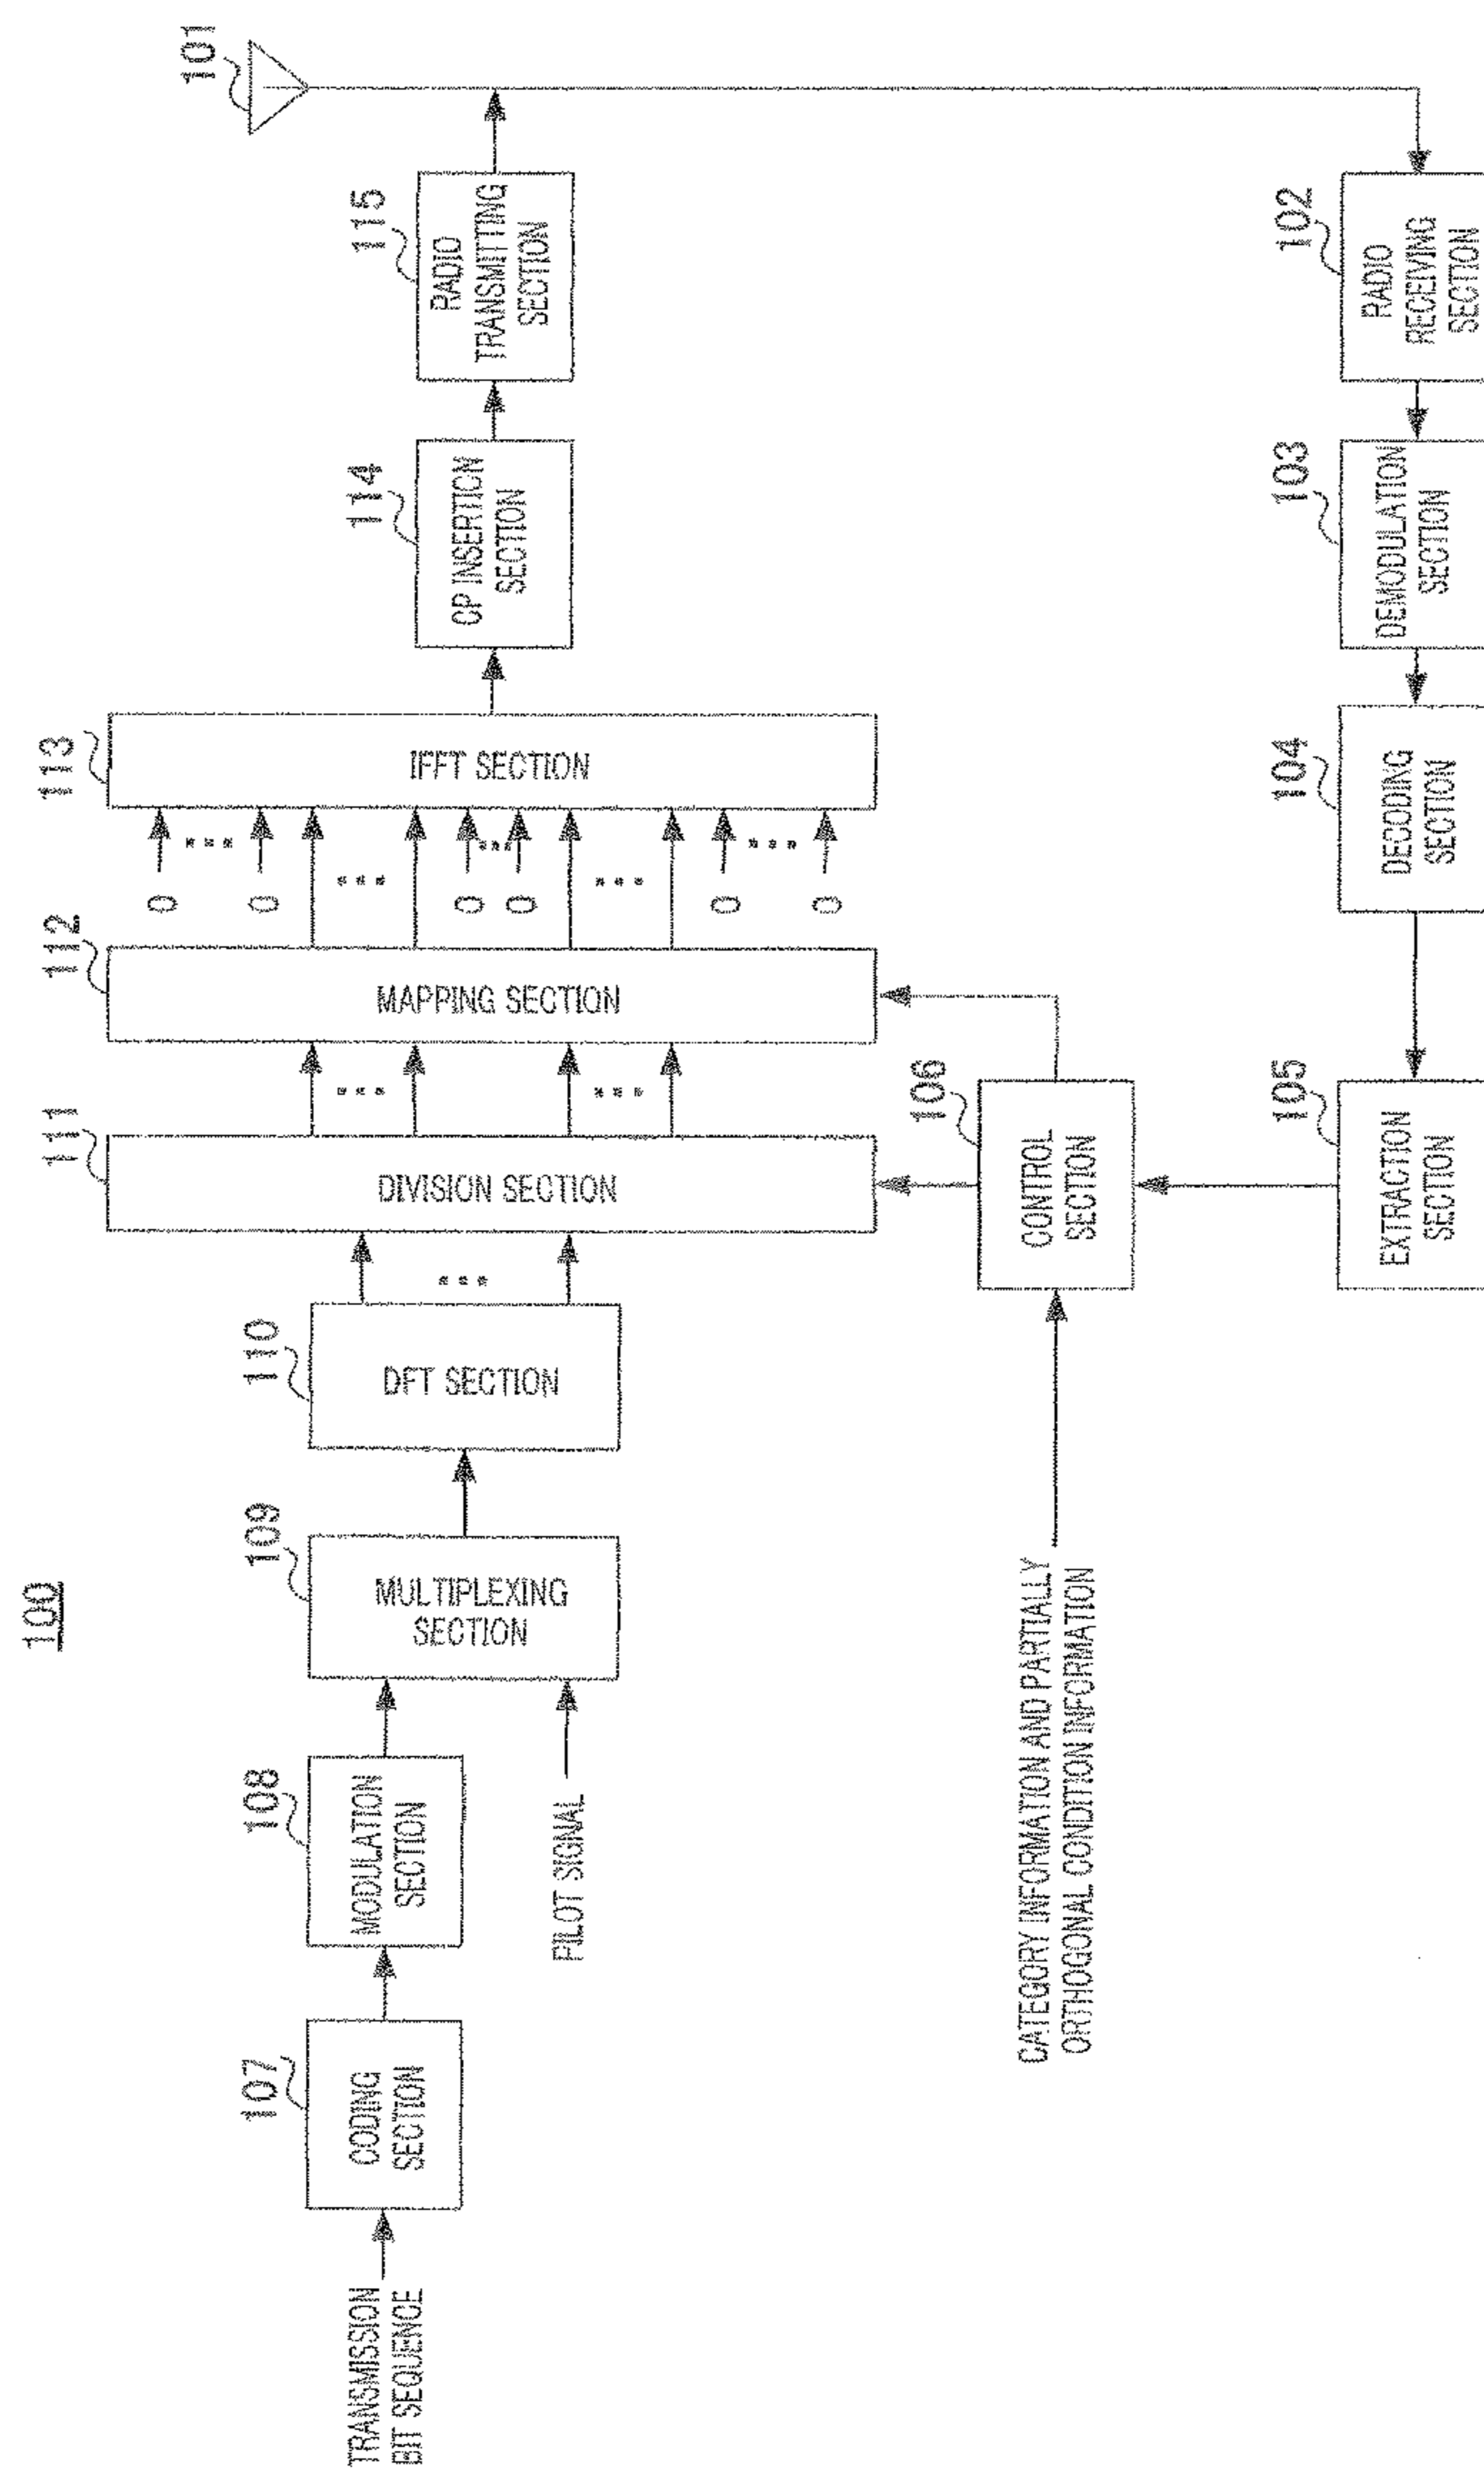 100
TRANSMISSION
BIT SEQUENCE
107
CODING
SECTION
108
MODULATION
SECTION
PILOT SIGNAL
109
MULTIPLEXING
SECTION
110
DFT SECTION
...
111
DIVISION SECTION
...
...
112
MAPPING SECTION
0
...
0
...
0
...
0
...
0
...
0
113
IFFT SECTION
114
CP INSERTION
SECTION
115
RADIO
TRANSMITTING
SECTION
101
CATEGORY INFORMATION AND PARTIALLY
ORTHOGONAL CONDITION INFORMATION
106
CONTROL
SECTION
105
EXTRACTION
SECTION
104
DECODING
SECTION
103
DEMODULATION
SECTION
102
RADIO
RECEIVING
SECTION